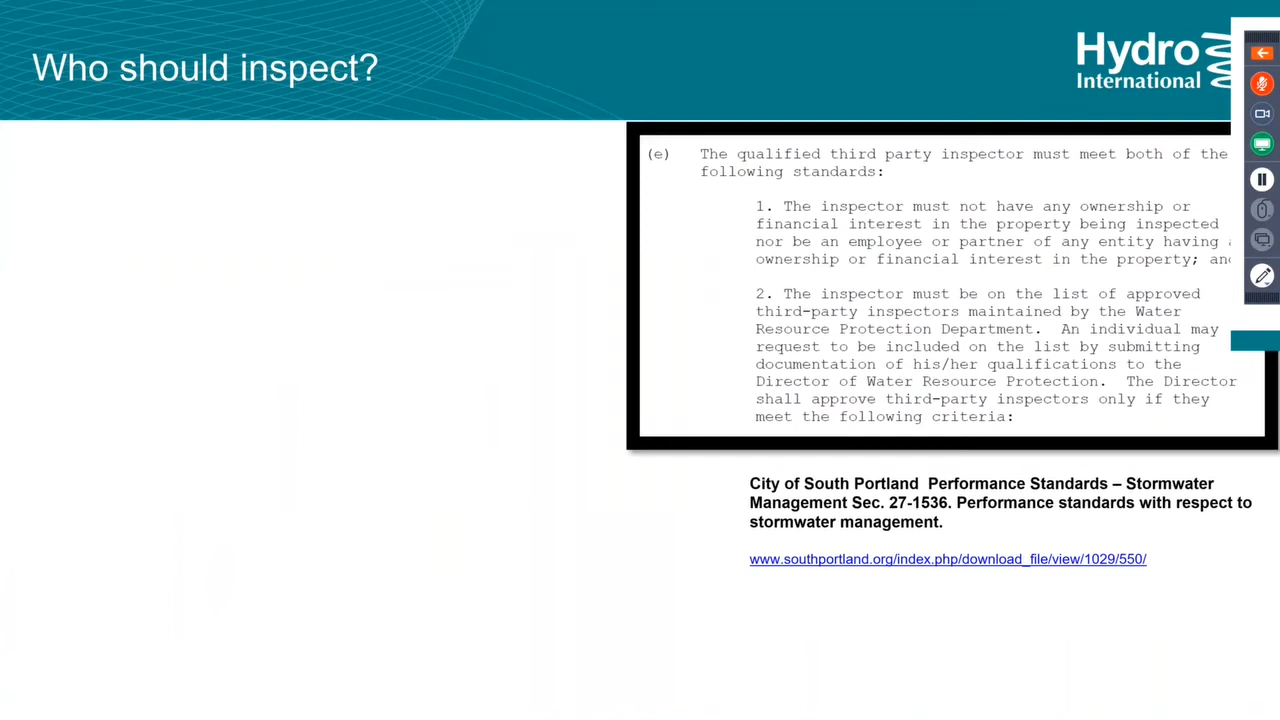 Who should inspect?
Hydro
International
(e) The qualified third party inspector must meet both of the
following standards:
1. The inspector must not have any ownership or
financial interest in the property being inspected
nor be an employee or partner of any entity having
ownership or financial interest in the property; and
2. The inspector must be on the list of approved
third-party inspectors maintained by the Water
Resource Protection Department. An individual may
request to be included on the list by submitting
documentation of his/her qualifications to the
Director of Water Resource Protection. The Director
shall approve third-party inspectors only if they
meet the following criteria:
City of South Portland Performance Standards – Stormwater
Management Sec. 27-1536. Performance standards with respect to
stormwater management.
www.southportland.org/index.php/download_file/view/1029/550/